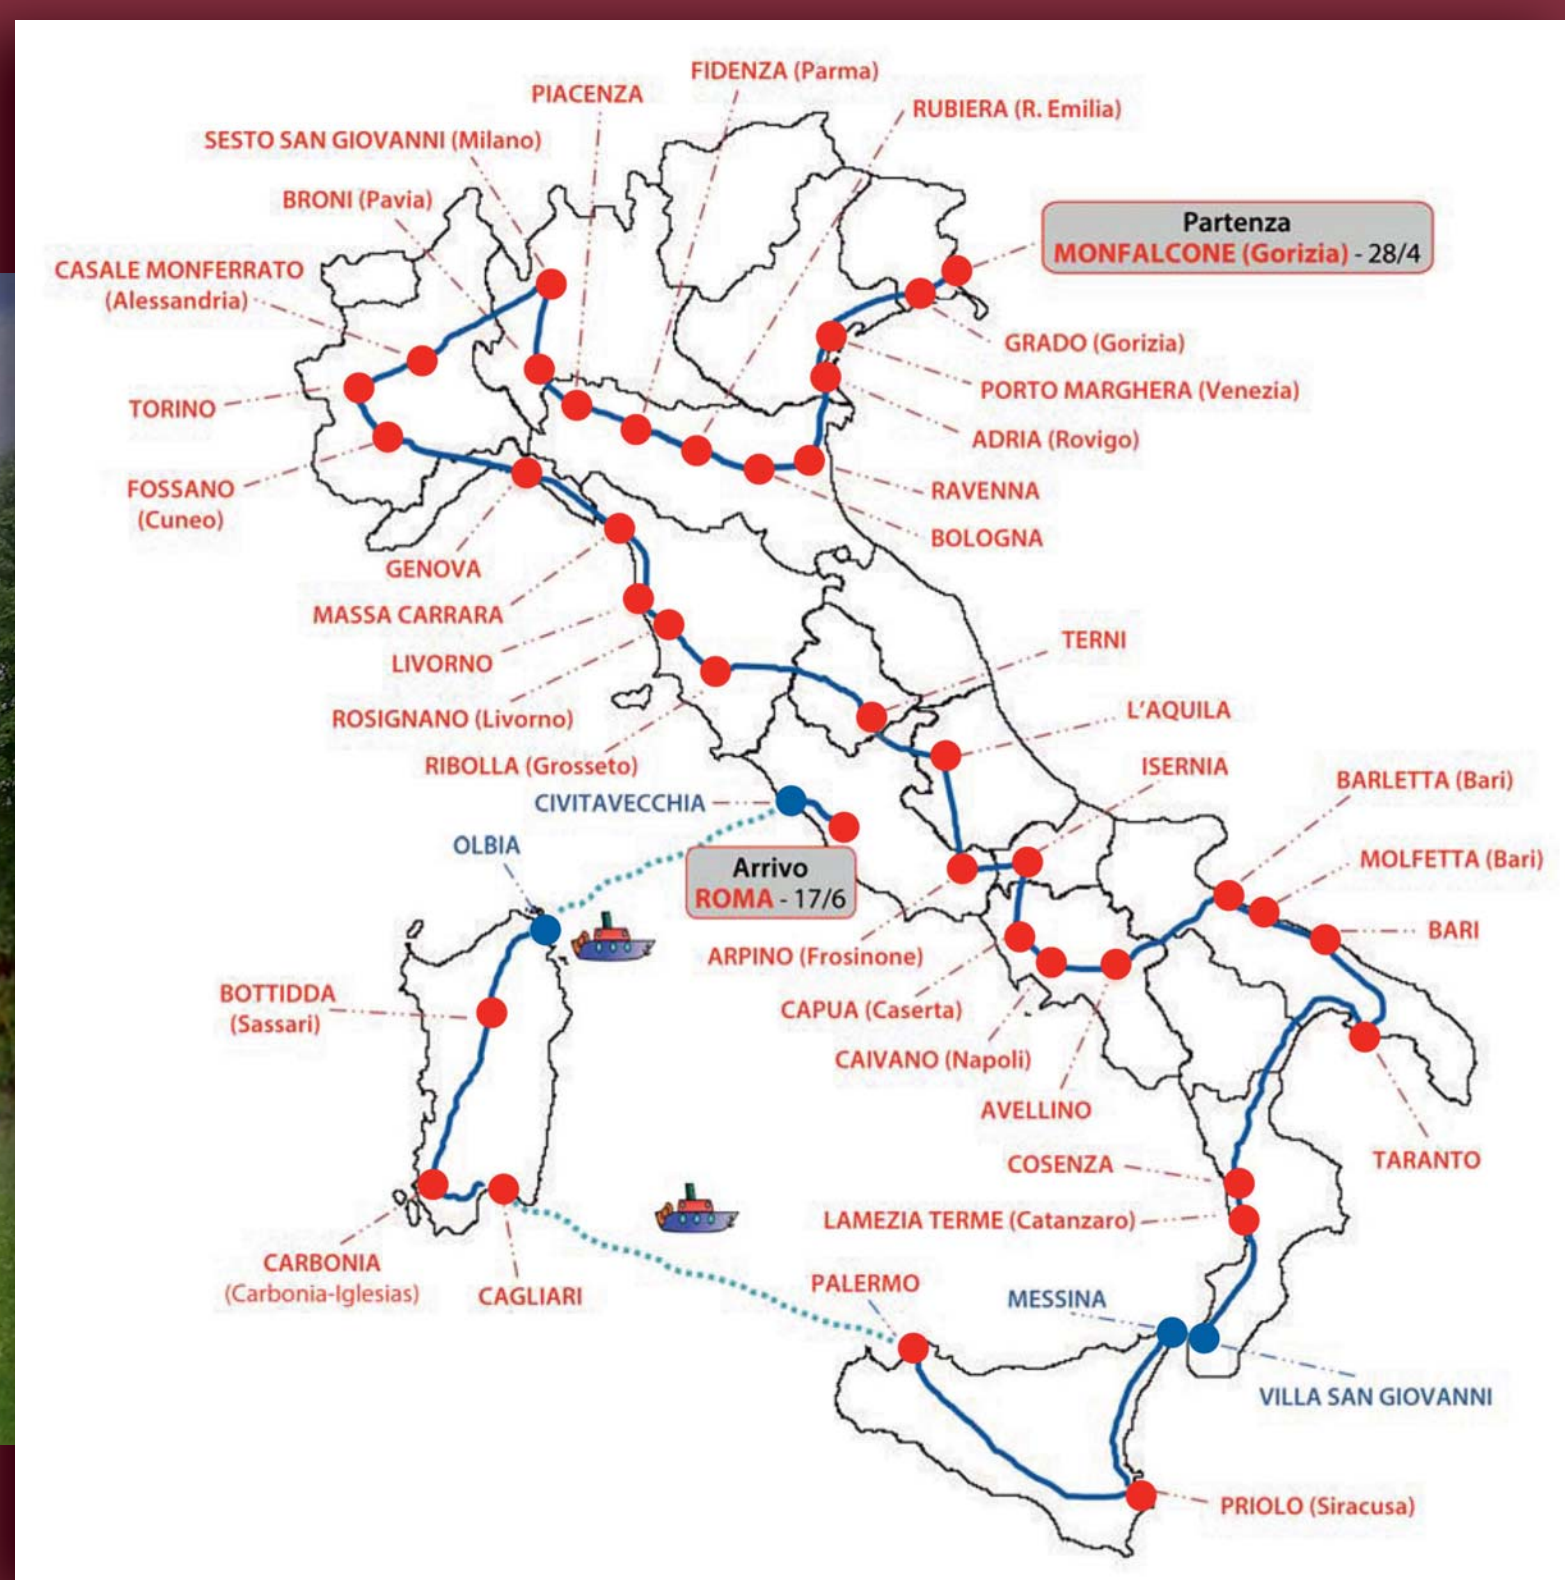 FIDENZA (Parma)
PIACENZA
RUBIERA (R. Emilia)
SESTO SAN GIOVANNI (Milano)
BRONI (Pavia)
Partenza
MONFALCONE (Gorizia) - 28/4
CASALE MONFERRATO
(Alessandria)
GRADO (Gorizia)
PORTO MARGHERA (Venezia)
TORINO
ADRIA (Rovigo)
FOSSANO
(Cuneo)
RAVENNA
BOLOGNA
GENOVA
MASSA CARRARA
TERNI
LIVORNO
L'AQUILA
ROSIGNANO (Livorno)
RIBOLLA (Grosseto)
ISERNIA
BARLETTA (Bari)
CIVITAVECCHIA
OLBIA
MOLFETTA (Bari)
Arrivo
ROMA - 17/6
BARI
ARPINO (Frosinone)
BOTTIDDA
(Sassari)
CAPUA (Caserta)
CAIVANO (Napoli)
AVELLINO
TARANTO
COSENZA
LAMEZIA TERME (Catanzaro)
CARBONIA
(Carbonia-Iglesias)
CAGLIARI
PALERMO
MESSINA
VILLA SAN GIOVANNI
PRIOLO (Siracusa)